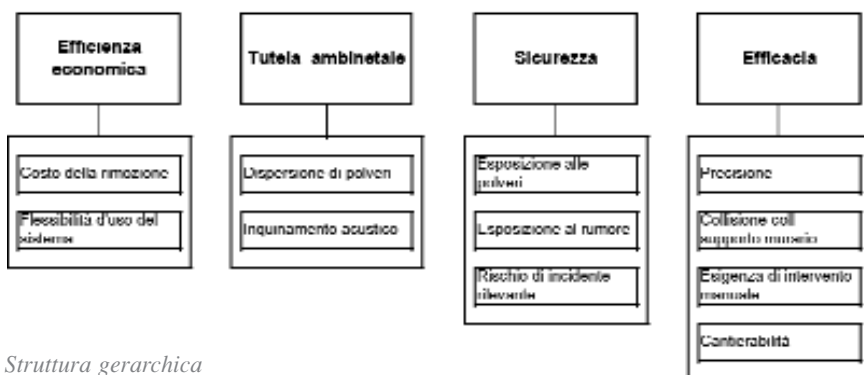 Efficienza
economica
Tutela ambinetale
Sicurezza
Efficacia
Costo della rimozione
Flessibilità d'uso del
sistema
Dispersione di polveri
Inquinamento acustico
Esposizione alle
polveri
Esposizione al rumore
Rischio di incidente
rilevante
Precisione
Collisione coll
supporto murario
Esigenza di intervento
manuale
Cantierabilità
Struttura gerarchica